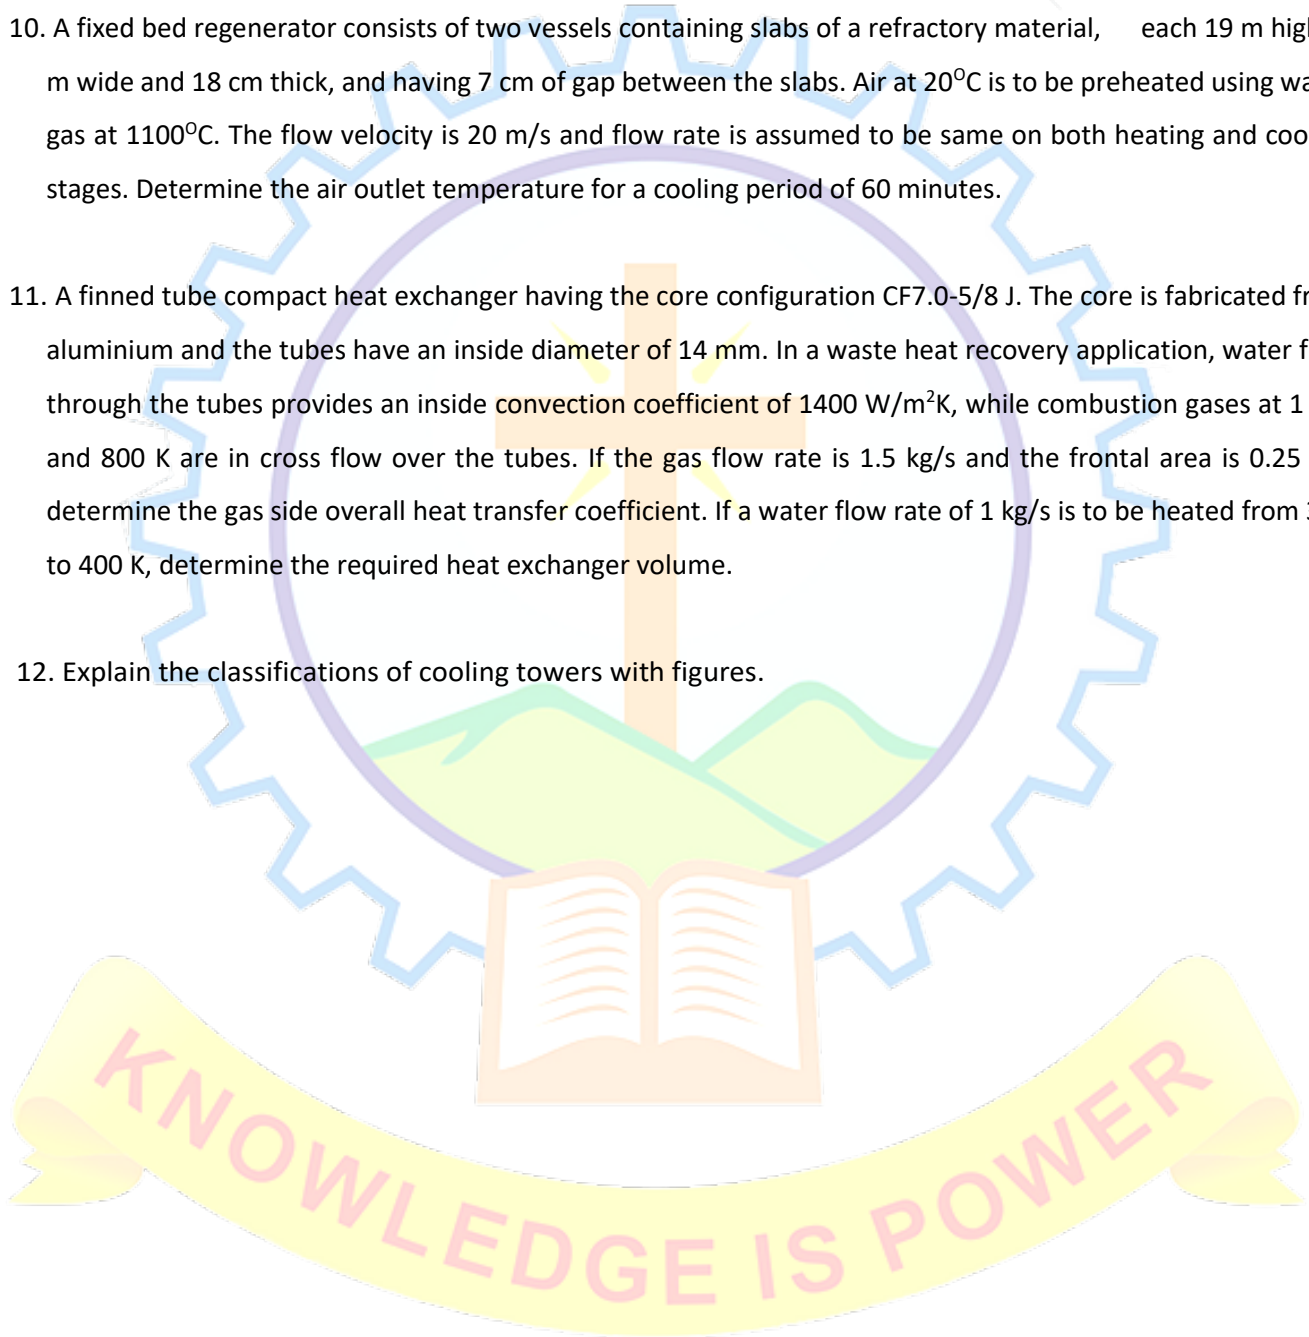 10. A fixed bed regenerator consists of two vessels containing slabs of a refractory material, each 19 m high
m wide and 18 cm thick, and having 7 cm of gap between the slabs. Air at 20ᴼC is to be preheated using
gas at 1100ᴼC. The flow velocity is 20 m/s and flow rate is assumed to be same on both heating and
stages. Determine the air outlet temperature for a cooling period of 60 minutes.
11. A finned tube compact heat exchanger having the core configuration CF7.0-5/8 J. The core is fabricated
aluminium and the tubes have an inside diameter of 14 mm. In a waste heat recovery application, water
through the tubes provides an inside convection coefficient of 1400 W/m²K, while combustion gases at 1
and 800 K are in cross flow over the tubes. If the gas flow rate is 1.5 kg/s and the frontal area is 0.25
determine the gas side overall heat transfer coefficient. If a water flow rate of 1 kg/s is to be heated from
to 400 K, determine the required heat exchanger volume.
12. Explain the classifications of cooling towers with figures.
KNOWLEDGE IS POWER